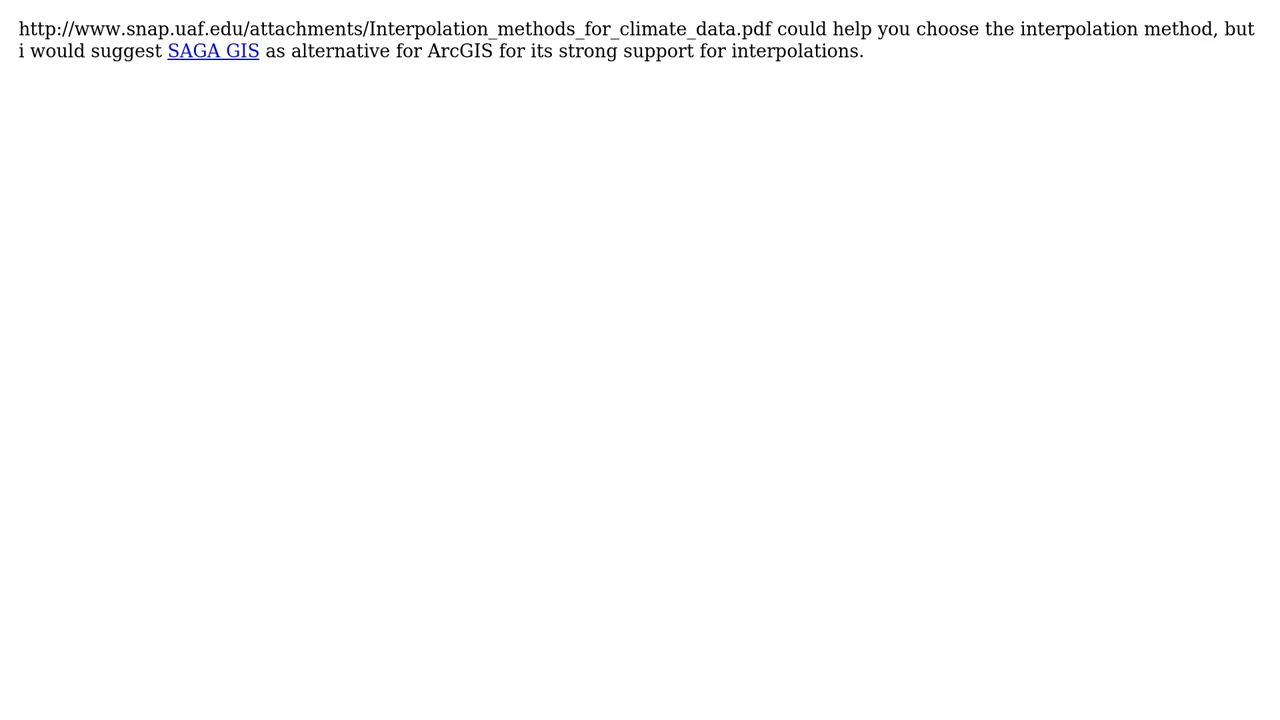 http://www.snap.uaf.edu/attachments/Interpolation_methods_for_climate_data.pdf could help you choose the interpolation method, but
i would suggest SAGA GIS as alternative for ArcGIS for its strong support for interpolations.